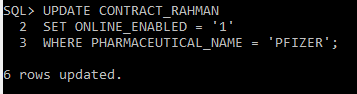 SQL> UPDATE CONTRACT_RAHMAN
2 SET ONLINE_ENABLED = '1'
3 WHERE PHARMACEUTICAL_NAME = 'PFIZER';
6 rows updated.